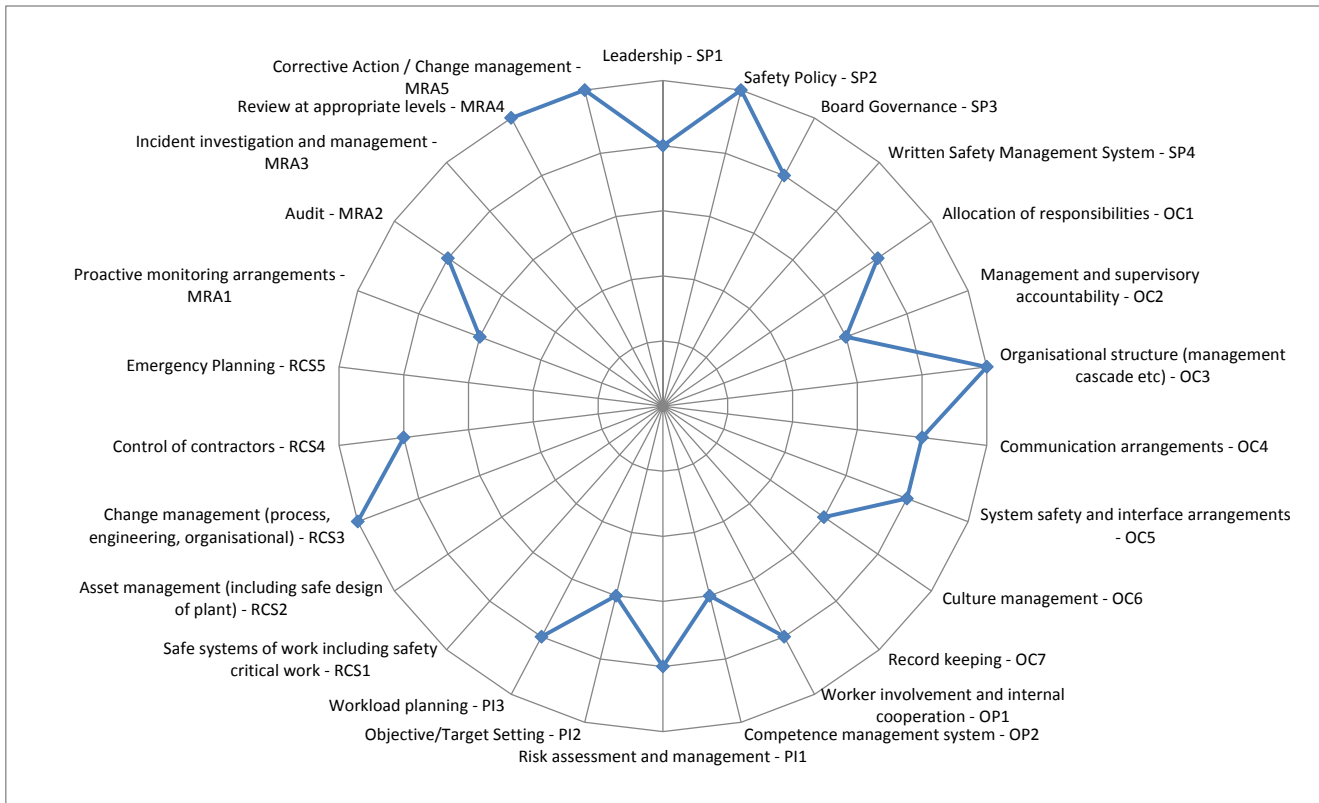 Leadership - SP1
Safety Policy - SP2
Board Governance - SP3
Written Safety Management System - SP4
Allocation of responsibilities - OC1
Management and supervisory
accountability - OC2
Organisational structure (management
cascade etc) - OC3
Communication arrangements - OC4
System safety and interface arrangements -
OC5
Culture management - OC6
Record keeping - OC7
Worker involvement and internal
cooperation - OP1
Competence management system - OP2
Risk assessment and management - PI1
Objective/Target Setting - PI2
Workload planning - PI3
Safe systems of work including safety
critical work - RCS1
Asset management (including safe design
of plant) - RCS2
Change management (process,
engineering, organisational) - RCS3
Control of contractors - RCS4
Emergency Planning - RCS5
Proactive monitoring arrangements -
MRA1
Audit - MRA2
Incident investigation and management -
MRA3
Review at appropriate levels - MRA4
Corrective Action / Change management -
MRA5